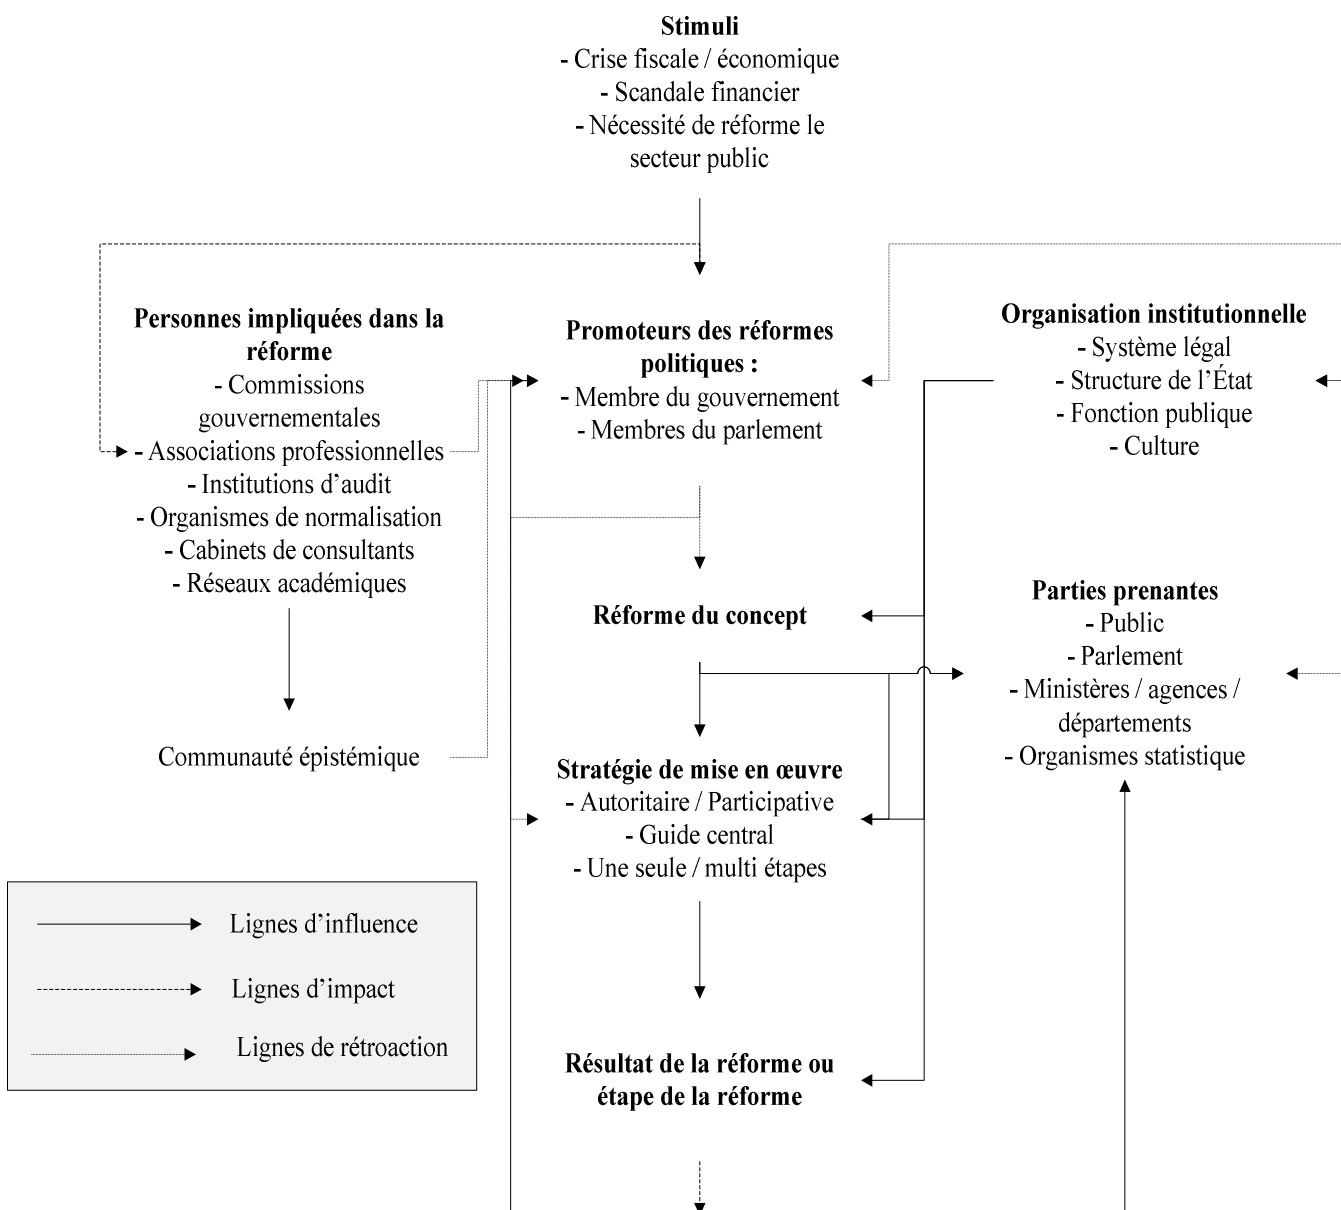 Stimuli
- Crise fiscale / économique
- Scandale financier
- Nécessité de réforme le
secteur public
Personnes impliquées dans la
réforme
- Commissions
gouvernementales
- Associations professionnelles
- Institutions d’audit
- Organismes de normalisation
- Cabinets de consultants
- Réseaux académiques
Communauté épistémique
Promoteurs des réformes
politiques :
- Membre du gouvernement
- Membres du parlement
Réforme du concept
Stratégie de mise en œuvre
- Autoritaire / Participative
- Guide central
- Une seule / multi étapes
Résultat de la réforme ou
étape de la réforme
Organisation institutionnelle
- Système légal
- Structure de l’État
- Fonction publique
- Culture
Parties prenantes
- Public
- Parlement
- Ministères / agences /
départements
- Organismes statistique
Lignes d’influence
Lignes d’impact
Lignes de rétroaction